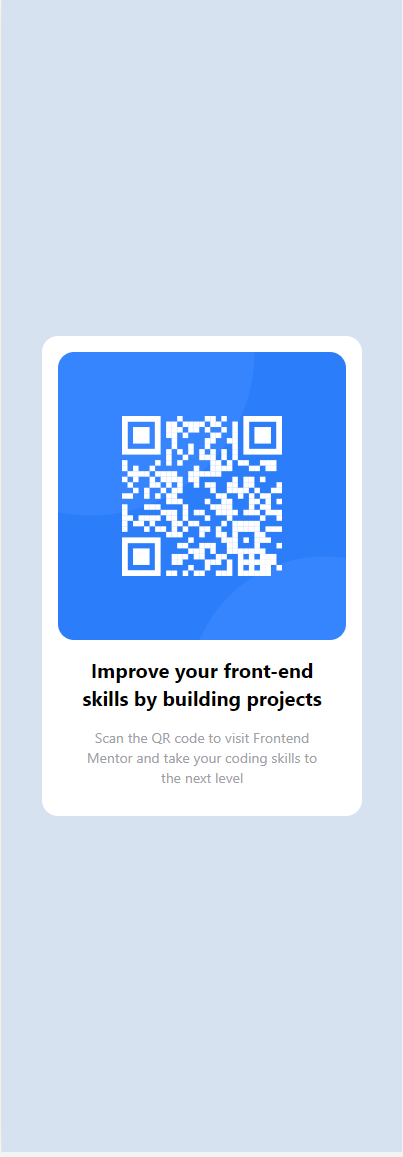 Improve your front-end
skills by building projects
Scan the QR code to visit Frontend
Mentor and take your coding skills to
the next level